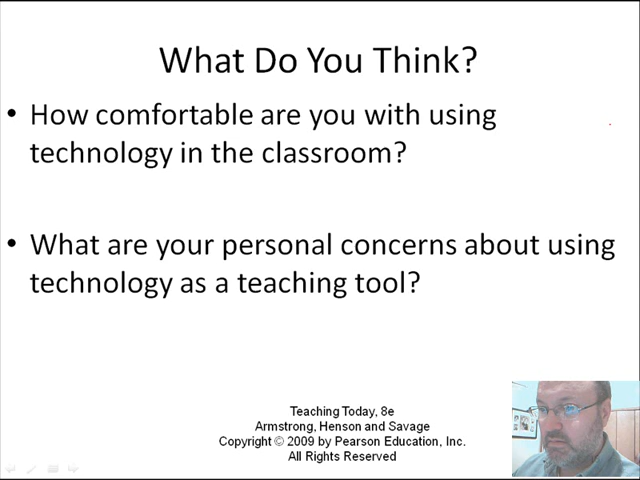 What Do You Think?
• How comfortable are you with using
technology in the classroom?
• What are your personal concerns about using
technology as a teaching tool?
Teaching Today, 8e
Armstrong, Henson and Savage
Copyright © 2009 by Pearson Education, Inc.
All Rights Reserved